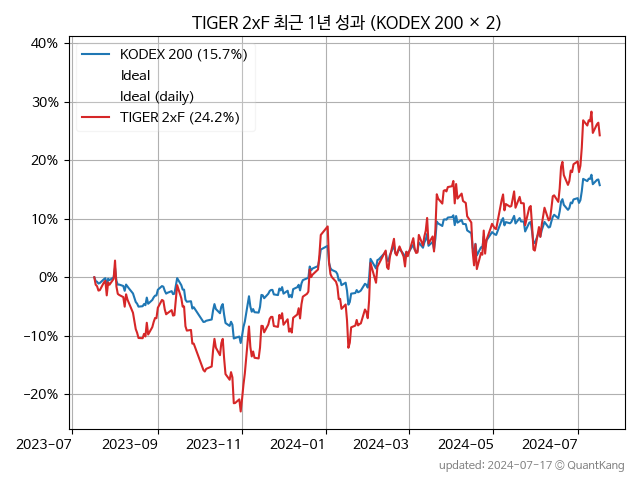 TIGER 2xF 최근 1년 성과 (KODEX 200 × 2)
40%
30%
20%
10%
0%
−10%
−20%
KODEX 200 (15.7%)
Ideal
Ideal (daily)
TIGER 2xF (24.2%)
2023-07
2023-09
2023-11
2024-01
2024-03
2024-05
2024-07
updated: 2024-07-17 © QuantKang